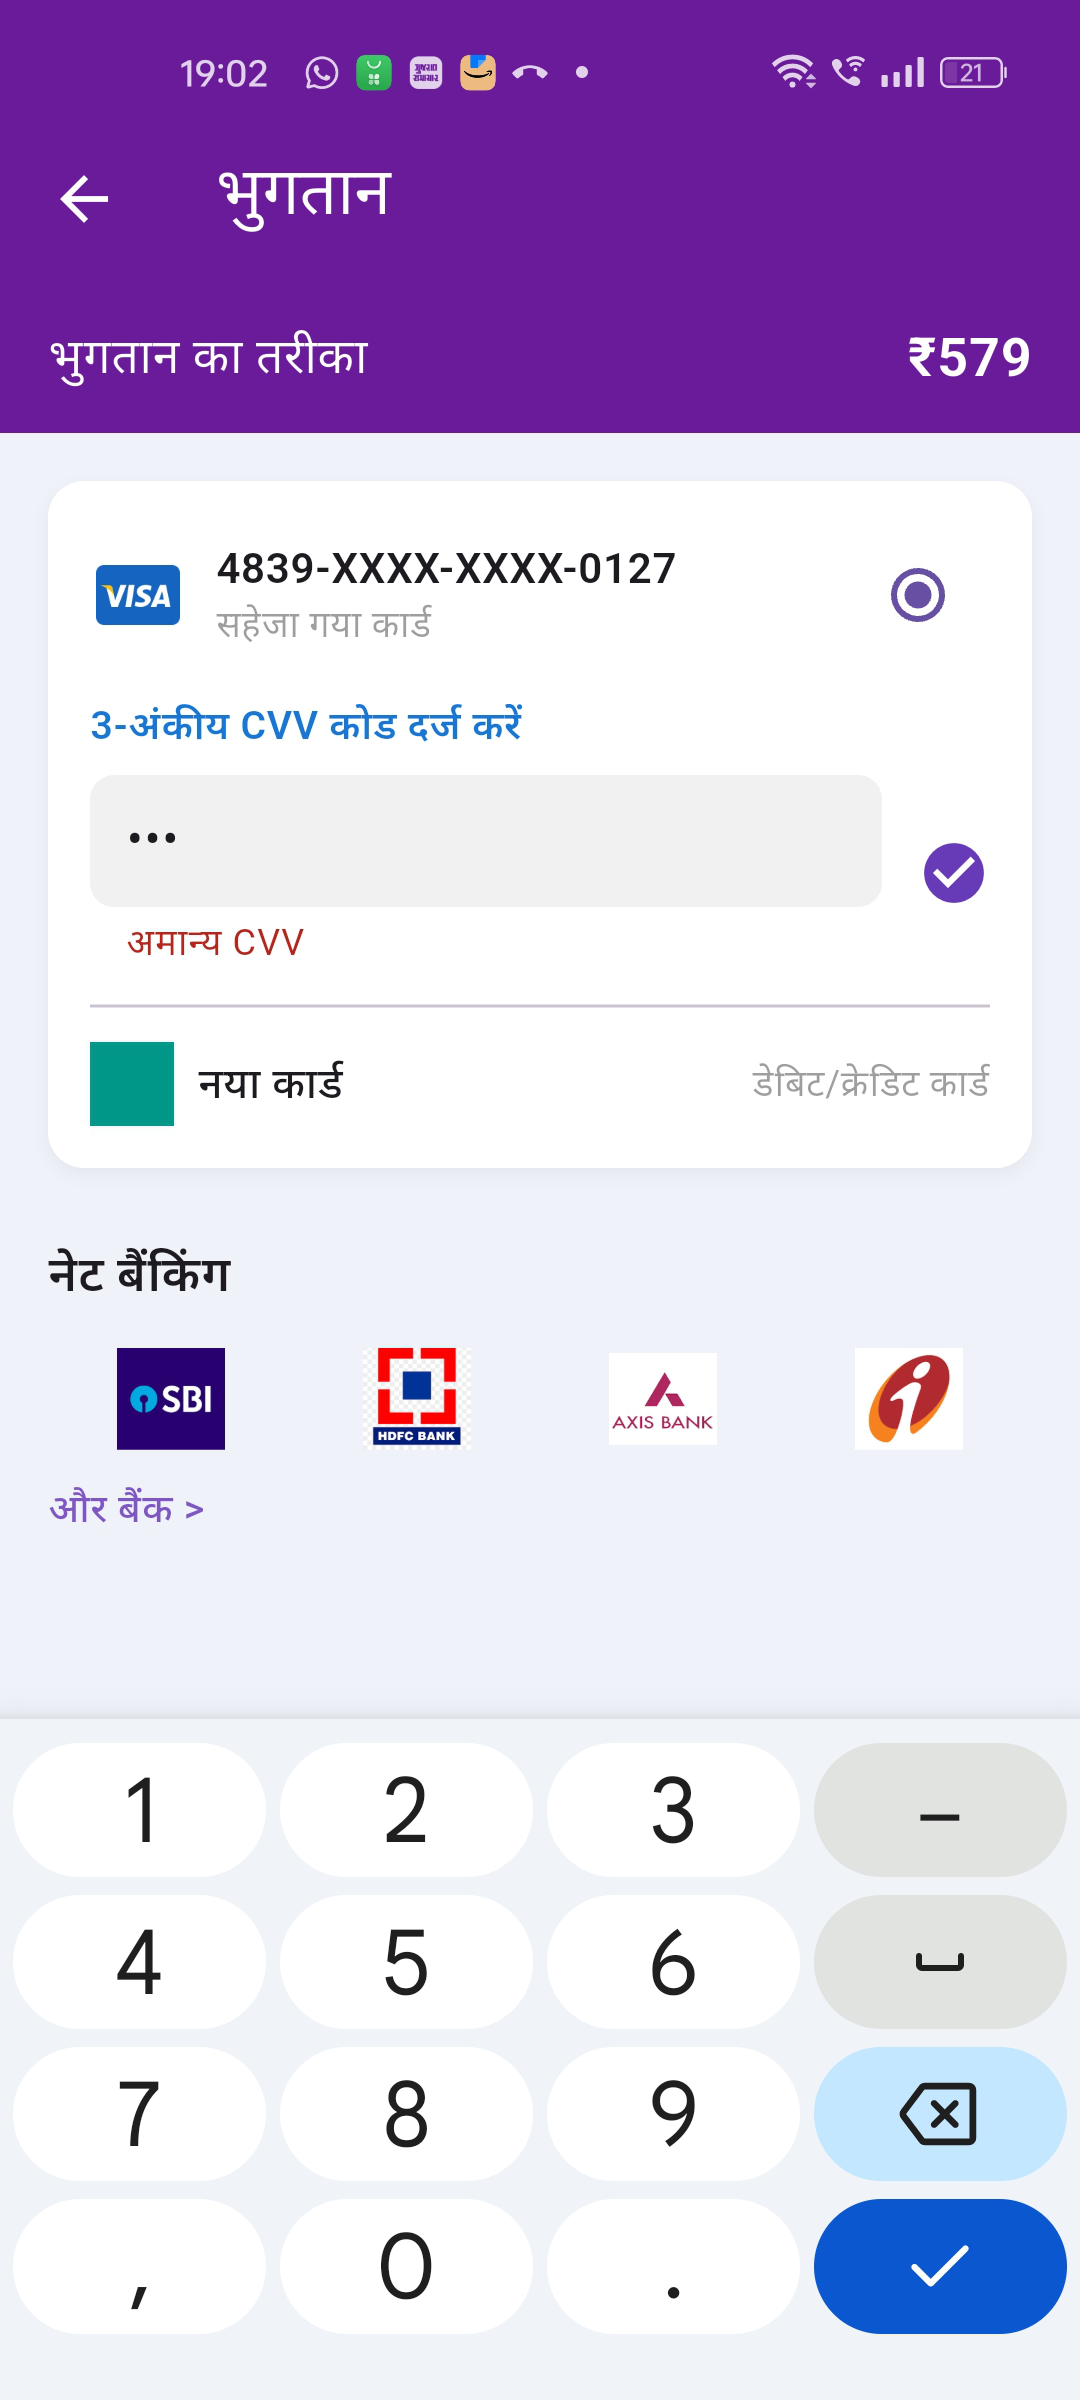 19:02
21
भुगतान
भुगतान का तरीका
₹579
VISA
4839-XXXX-XXXX-0127
सहेजा गया कार्ड
3-अंकीय CVV कोड दर्ज करें
•••
अमान्य CVV
नया कार्ड
डेबिट/क्रेडिट कार्ड
नेट बैंकिंग
SBI
HDFC BANK
AXIS BANK
और बैंक >
1 2 3 –
4 5 6
7 8 9
, 0 .